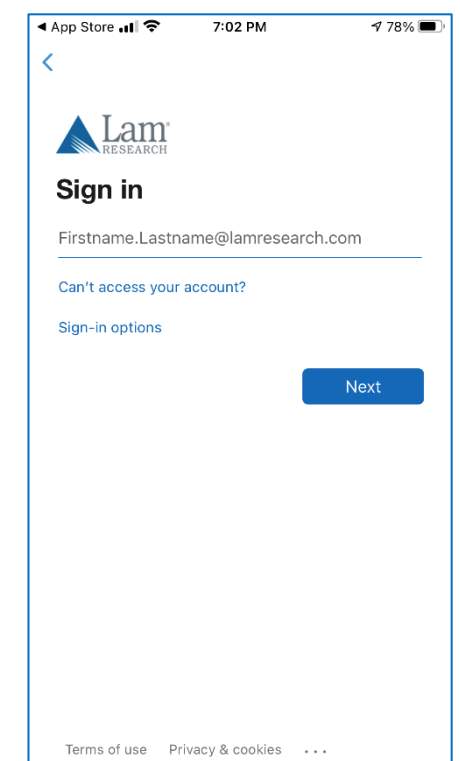 App Store 7:02 PM 78%
Lam
RESEARCH
Sign in
Firstname.Lastname@lamresearch.com
Can't access your account?
Sign-in options
Next
Terms of use Privacy & cookies ...